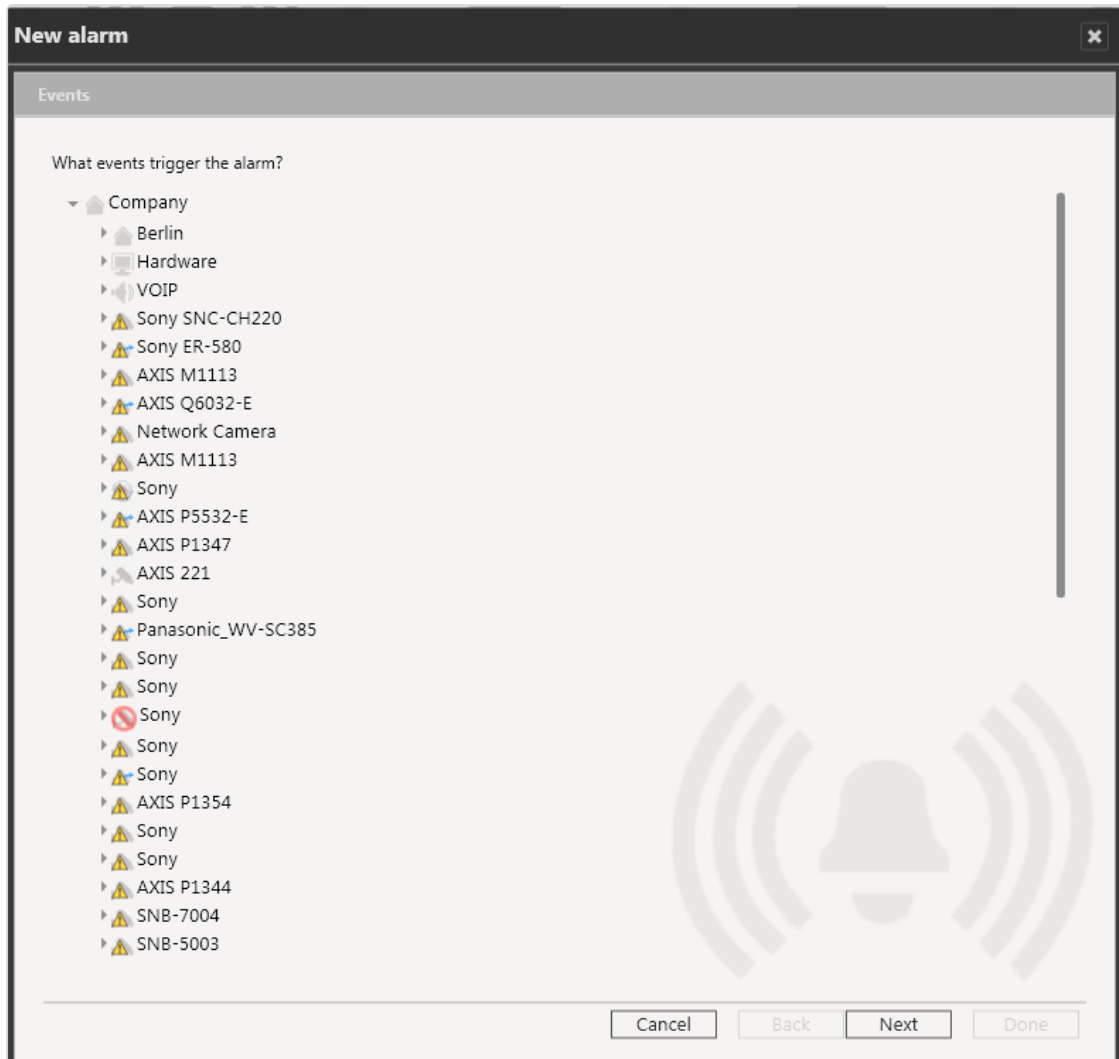 New alarm
Events
What events trigger the alarm?
Company
Berlin
Hardware
VOIP
Sony SNC-CH220
Sony ER-580
AXIS M1113
AXIS Q6032-E
Network Camera
AXIS M1113
Sony
AXIS P5532-E
AXIS P1347
AXIS 221
Sony
Panasonic_WV-SC385
Sony
Sony
Sony
Sony
Sony
AXIS P1354
Sony
Sony
AXIS P1344
SNB-7004
SNB-5003
Cancel Back Next Done